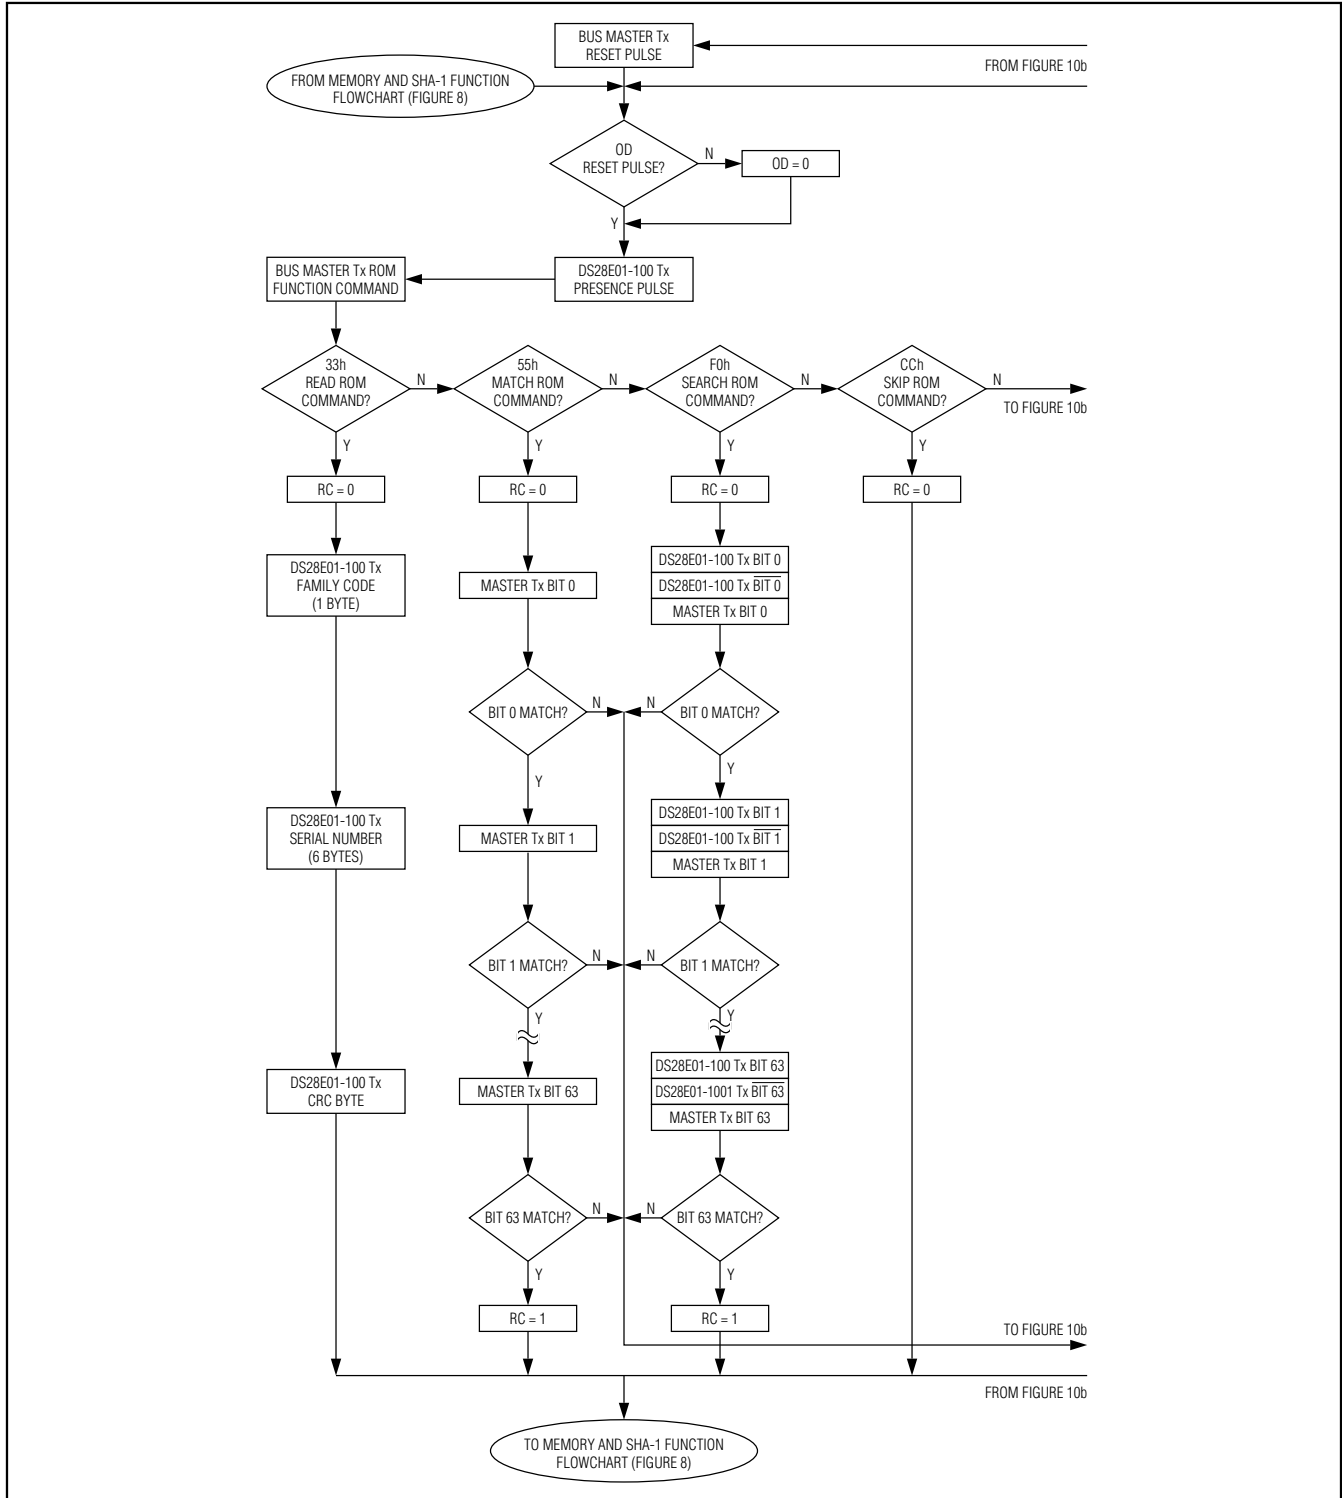 BUS MASTER Tx
RESET PULSE
FROM FIGURE 10b
FROM MEMORY AND SHA-1 FUNCTION
FLOWCHART (FIGURE 8)
OD
RESET PULSE?
N
OD = 0
Y
BUS MASTER Tx ROM
FUNCTION COMMAND
DS28E01-100 Tx
PRESENCE PULSE
33h
READ ROM
COMMAND?
N
55h
MATCH ROM
COMMAND?
N
F0h
SEARCH ROM
COMMAND?
N
CCh
SKIP ROM
COMMAND?
N
TO FIGURE 10b
Y
Y
Y
Y
RC = 0
RC = 0
RC = 0
RC = 0
DS28E01-100 Tx
FAMILY CODE
(1 BYTE)
MASTER Tx BIT 0
DS28E01-100 Tx BIT 0
DS28E01-100 Tx B̅I̅T̅ ̅0̅
MASTER Tx BIT 0
BIT 0 MATCH?
N
N
BIT 0 MATCH?
Y
Y
DS28E01-100 Tx
SERIAL NUMBER
(6 BYTES)
MASTER Tx BIT 1
DS28E01-100 Tx BIT 1
DS28E01-100 Tx B̅I̅T̅ ̅1̅
MASTER Tx BIT 1
BIT 1 MATCH?
N
N
BIT 1 MATCH?
Y
Y
DS28E01-100 Tx
CRC BYTE
MASTER Tx BIT 63
DS28E01-100 Tx BIT 63
DS28E01-1001 Tx B̅I̅T̅ ̅6̅3̅
MASTER Tx BIT 63
BIT 63 MATCH?
N
N
BIT 63 MATCH?
Y
Y
RC = 1
RC = 1
TO FIGURE 10b
FROM FIGURE 10b
TO MEMORY AND SHA-1 FUNCTION
FLOWCHART (FIGURE 8)